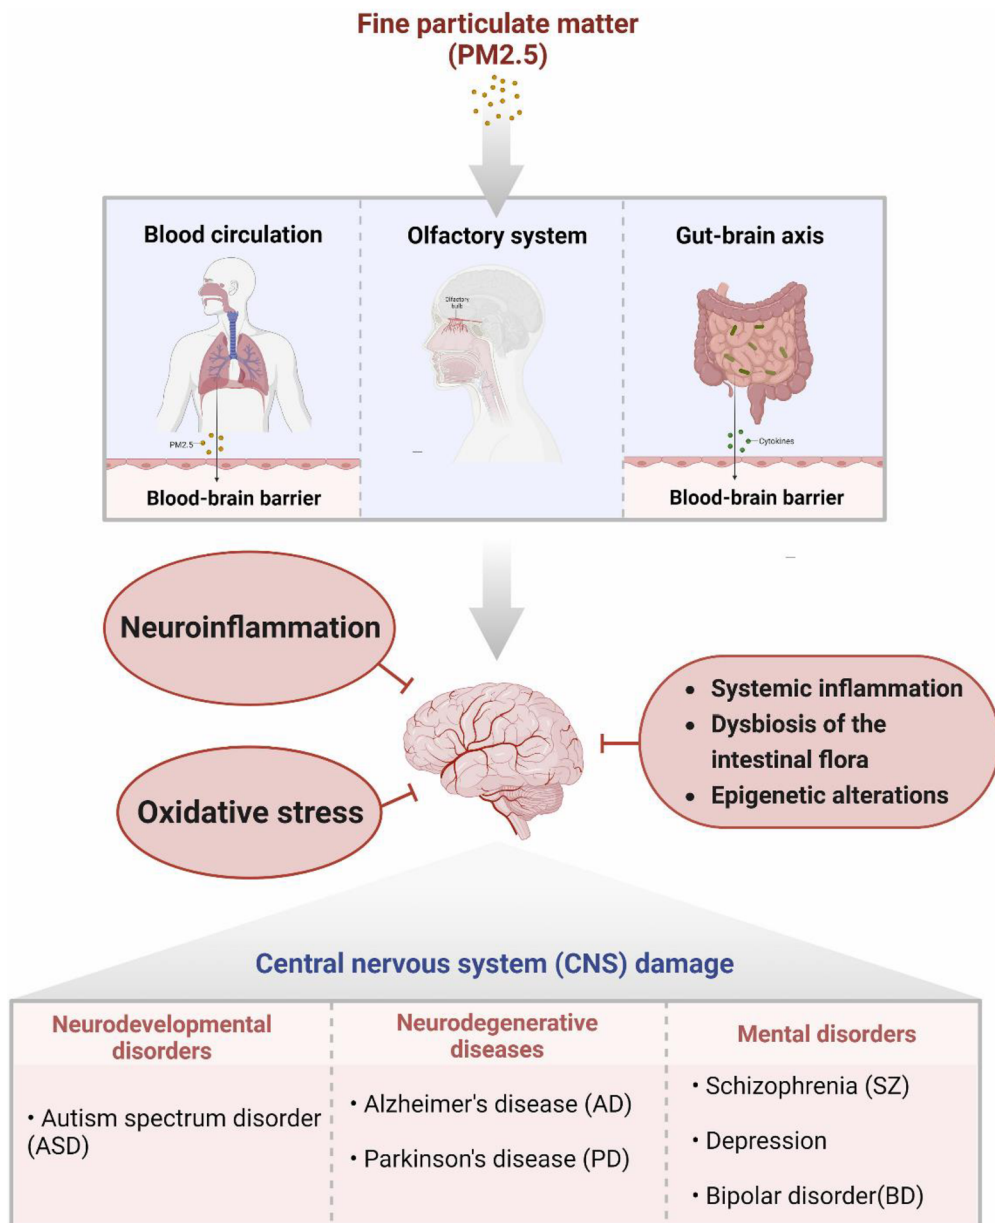 Fine particulate matter
(PM2.5)
Blood circulation
Olfactory system
Gut-brain axis
Olfactory
bulb
PM2.5
Cytokines
Blood-brain barrier
Blood-brain barrier
Neuroinflammation
Oxidative stress
• Systemic inflammation
• Dysbiosis of the
intestinal flora
• Epigenetic alterations
Central nervous system (CNS) damage
Neurodevelopmental
disorders
• Autism spectrum disorder
(ASD)
Neurodegenerative
diseases
• Alzheimer's disease (AD)
• Parkinson's disease (PD)
Mental disorders
• Schizophrenia (SZ)
• Depression
• Bipolar disorder(BD)